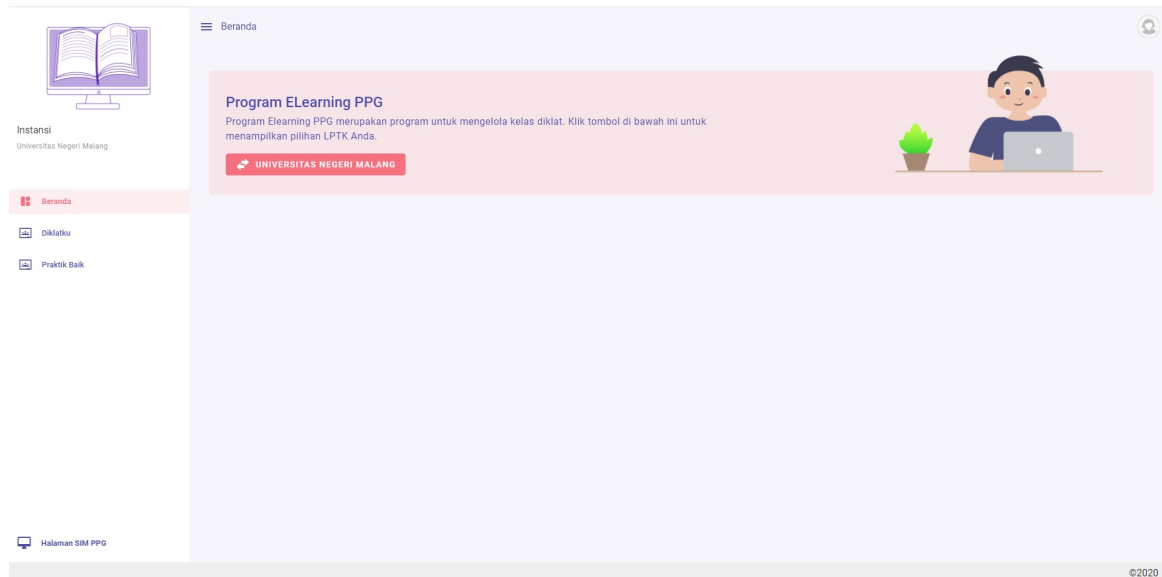 Beranda
Instansi
Universitas Negeri Malang
Beranda
Diklatku
Praktik Baik
Halaman SIM PPG
Program ELearning PPG
Program Elearning PPG merupakan program untuk mengelola kelas diklat. Klik tombol di bawah ini untuk
menampilkan pilihan LPTK Anda.
UNIVERSITAS NEGERI MALANG
©2020